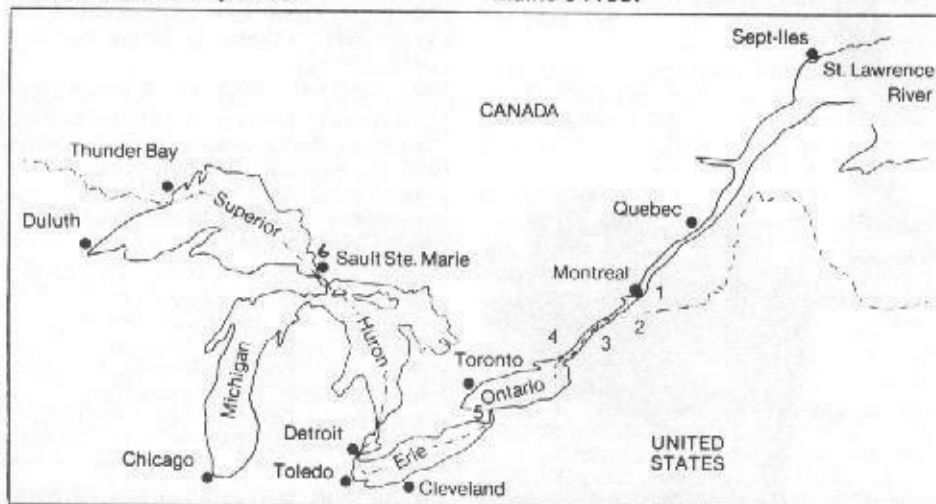 Sept-Iles
St. Lawrence
River
CANADA
Thunder Bay
Superior
Duluth
Quebec
6
Sault Ste. Marie
Montreal
1
2
3
4
Huron
Michigan
Toronto
Ontario
5
Detroit
Erie
Chicago
Toledo
Cleveland
UNITED
STATES